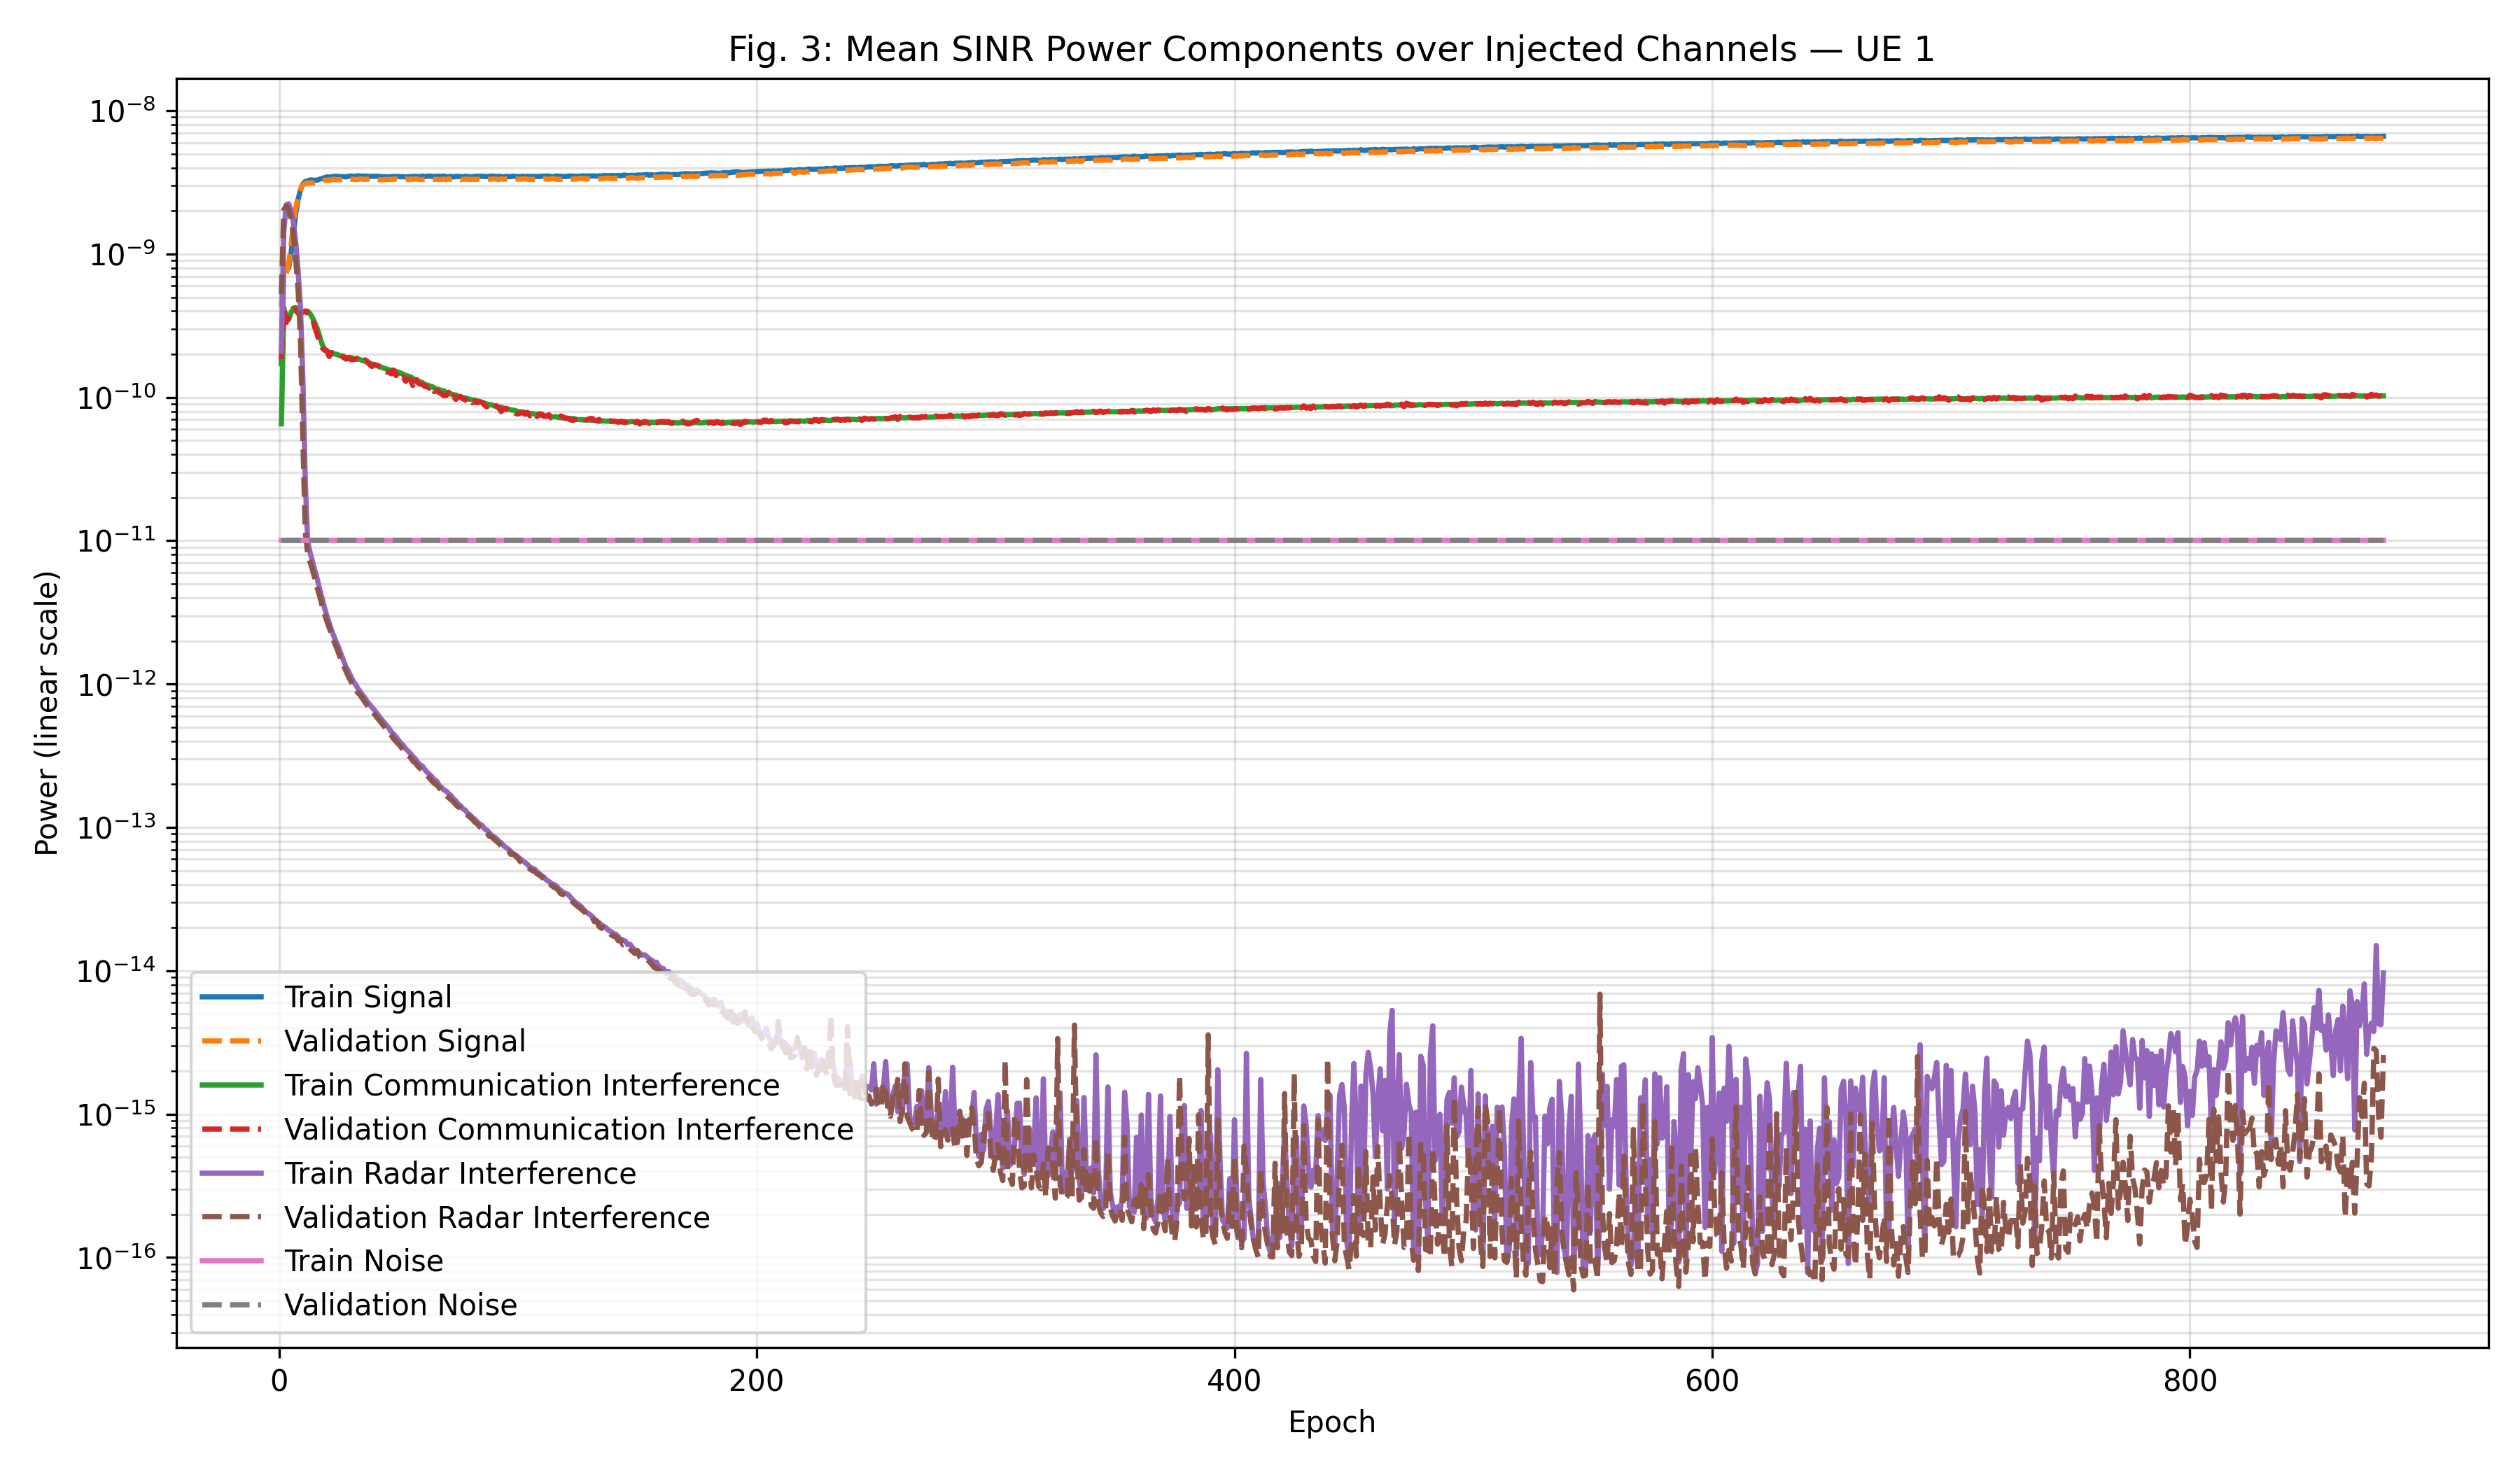 Fig. 3: Mean SINR Power Components over Injected Channels — UE 1
Power (linear scale)
10⁻⁸
10⁻⁹
10⁻¹⁰
10⁻¹¹
10⁻¹²
10⁻¹³
10⁻¹⁴
10⁻¹⁵
10⁻¹⁶
Train Signal
Validation Signal
Train Communication Interference
Validation Communication Interference
Train Radar Interference
Validation Radar Interference
Train Noise
Validation Noise
0 200 400 600 800
Epoch